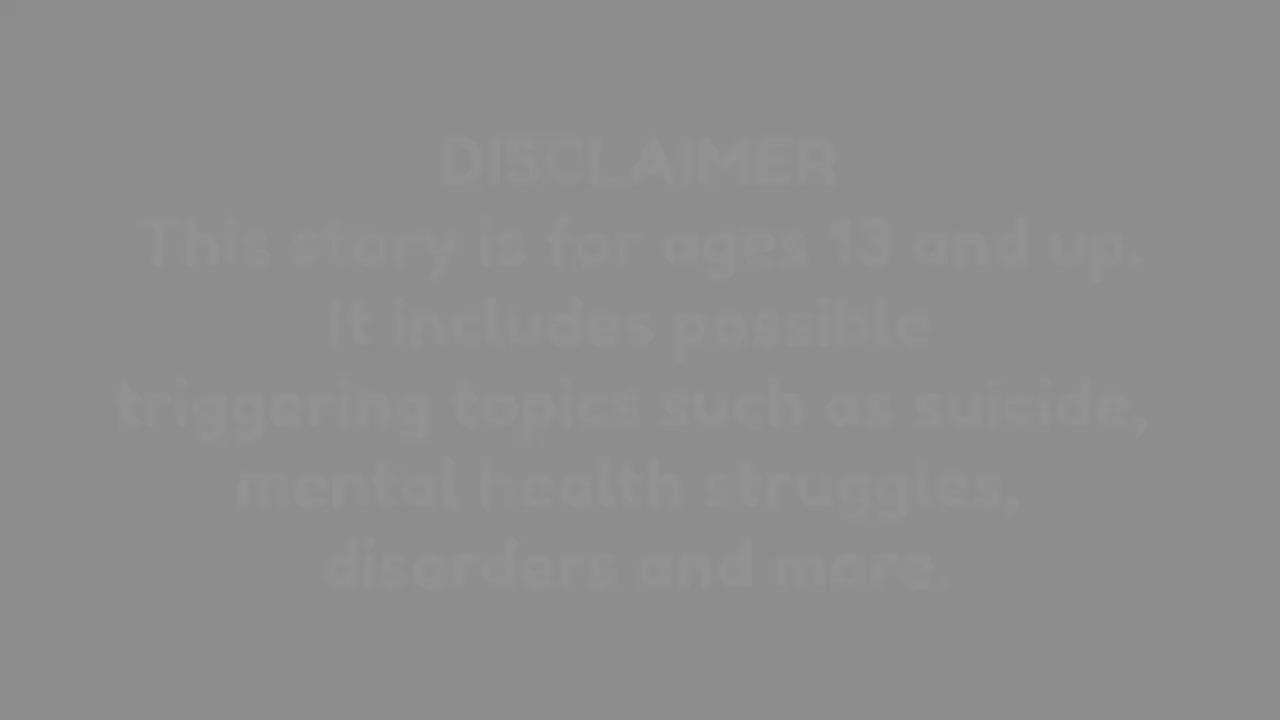 DISCLAIMER
This story is for ages 13 and up.
It includes possible
triggering topics such as suicide,
mental health struggles,
disorders and more.